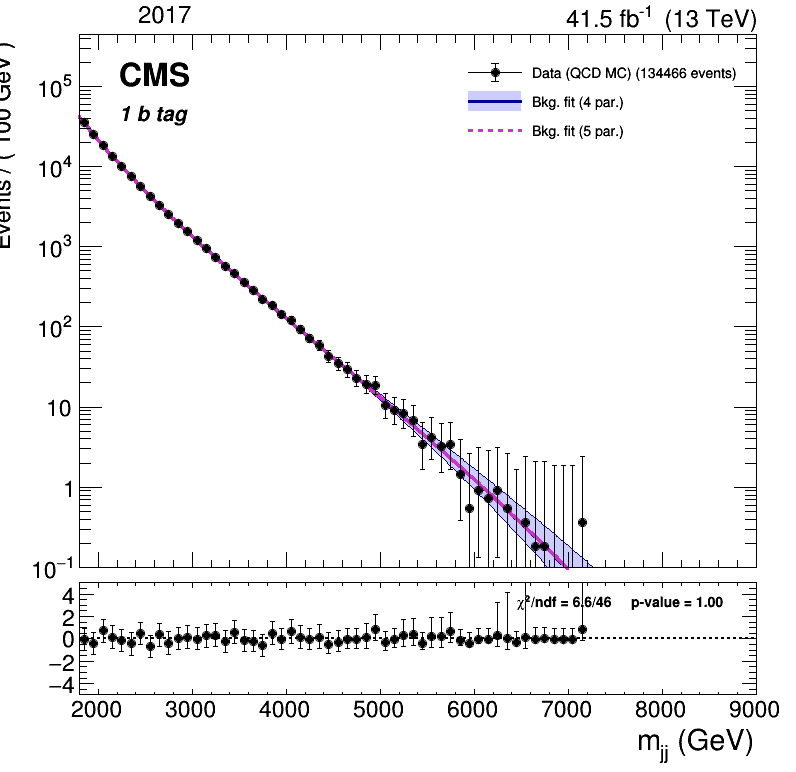 2017 41.5 fb⁻¹ (13 TeV)
CMS
1 b tag
Data (QCD MC) (134466 events)
Bkg. fit (4 par.)
Bkg. fit (5 par.)
Events / ( 100 GeV )
10⁵
10⁴
10³
10²
10
1
10⁻¹
χ²/ndf = 6.6/46 p-value = 1.00
4
2
0
−2
−4
2000 3000 4000 5000 6000 7000 8000 9000
m_jj (GeV)